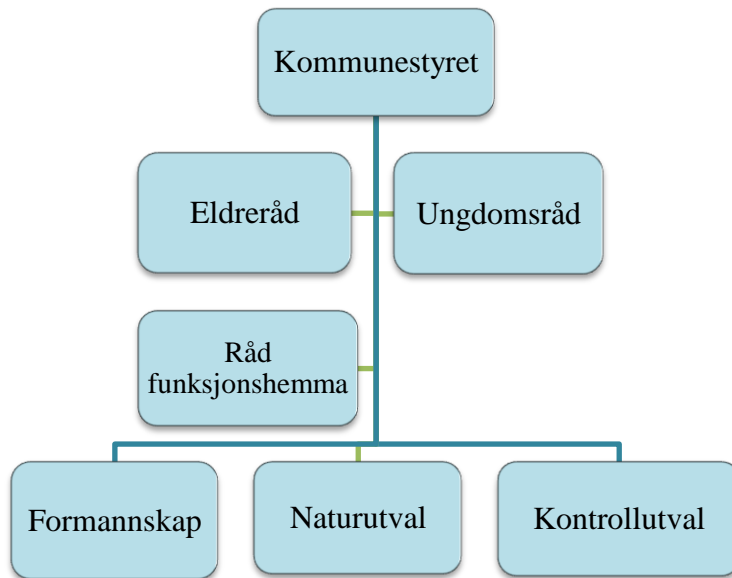 Kommunestyret
Eldreråd
Ungdomsråd
Råd
funksjonshemma
Formannskap
Naturutval
Kontrollutval